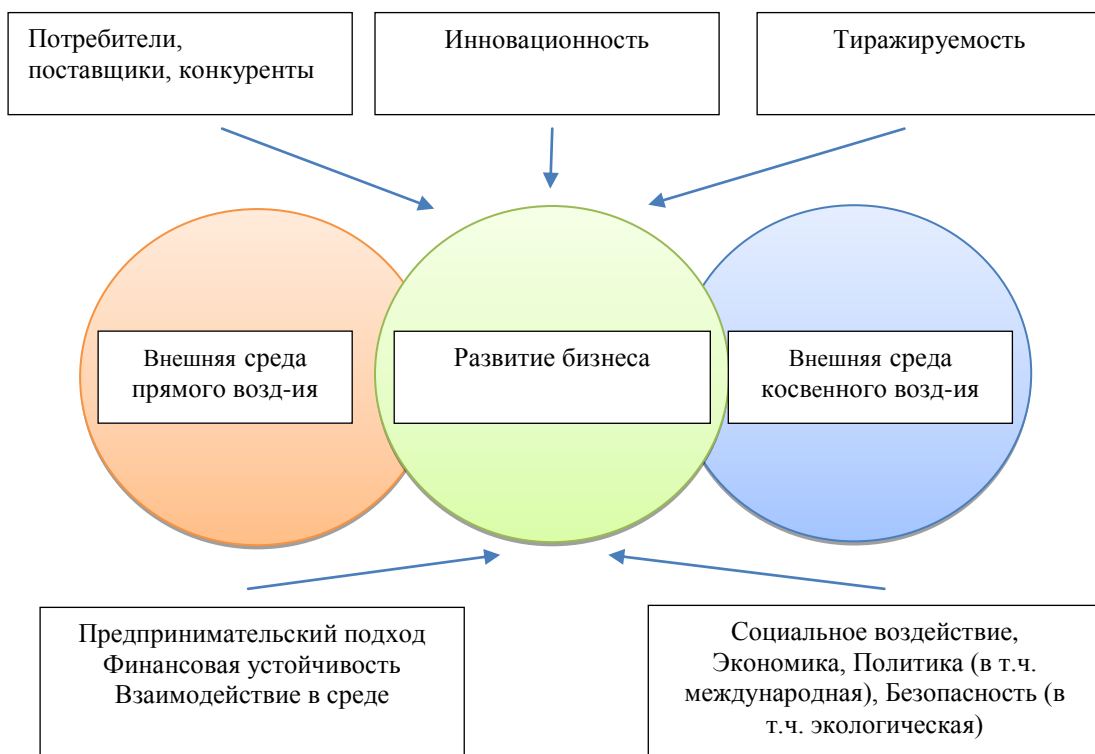 Потребители,
поставщики, конкуренты
Инновационность
Тиражируемость
Внешняя среда
прямого возд-ия
Развитие бизнеса
Внешняя среда
косвенного возд-ия
Предпринимательский подход
Финансовая устойчивость
Взаимодействие в среде
Социальное воздействие,
Экономика, Политика (в т.ч.
международная), Безопасность (в
т.ч. экологическая)